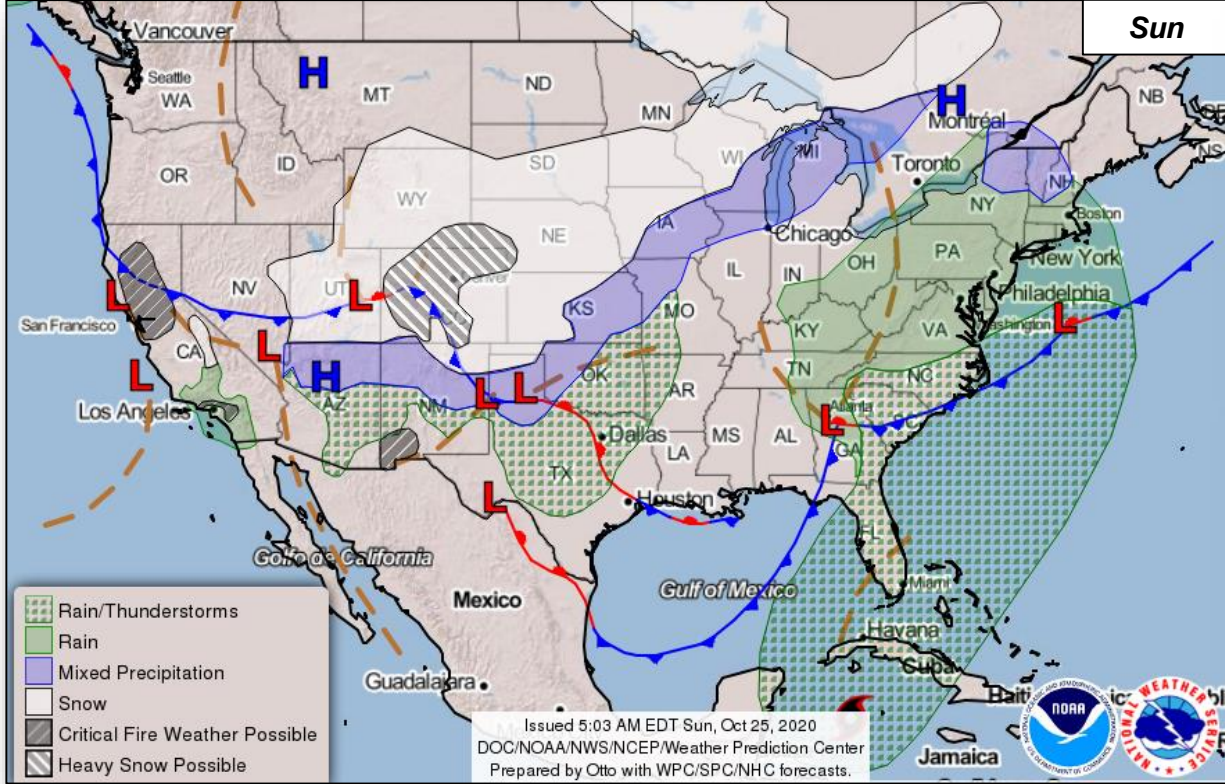 Sun
Vancouver
Seattle
WA
MT
ND
MN
NB
Montréal
OR
ID
SD
WI
MI
Toronto
NH
WY
NY
Boston
IA
NE
Chicago
New York
NV
UT
IL
IN
OH
PA
Philadelphia
San Francisco
KS
MO
KY
VA
Washington
CA
TN
NC
Los Angeles
AZ
NM
OK
AR
Atlanta
Dallas
MS
AL
GA
LA
TX
Houston
FL
Golfo de California
Mexico
Gulf of Mexico
Miami
Havana
Cuba
Guadalajara
Haiti
Jamaica
H
H
H
L
L
L
L
L
L
L
L
L
Rain/Thunderstorms
Rain
Mixed Precipitation
Snow
Critical Fire Weather Possible
Heavy Snow Possible
Issued 5:03 AM EDT Sun, Oct 25, 2020
DOC/NOAA/NWS/NCEP/Weather Prediction Center
Prepared by Otto with WPC/SPC/NHC forecasts.
NOAA
NATIONAL WEATHER SERVICE